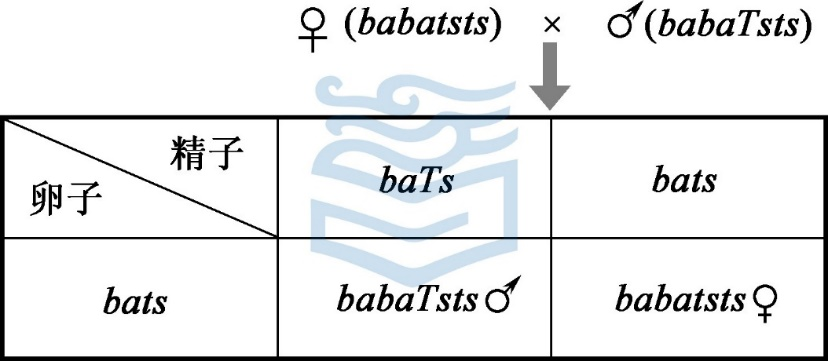 ♀ (babatsts) × ♂ (babaTsts)
精子
卵子
baTs
bats
bats
babaTsts♂
babatsts♀